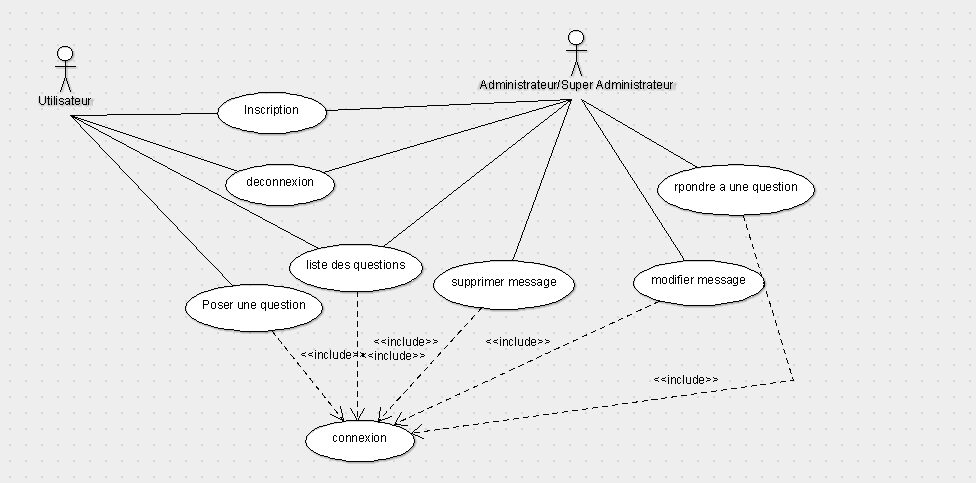 Administrateur/Super Administrateur
Utilisateur
Inscription
deconnexion
rpondre a une question
liste des questions
supprimer message
modifier message
Poser une question
<<include>>
<<include>>
<<include>>
<<include>>
<<include>>
connexion